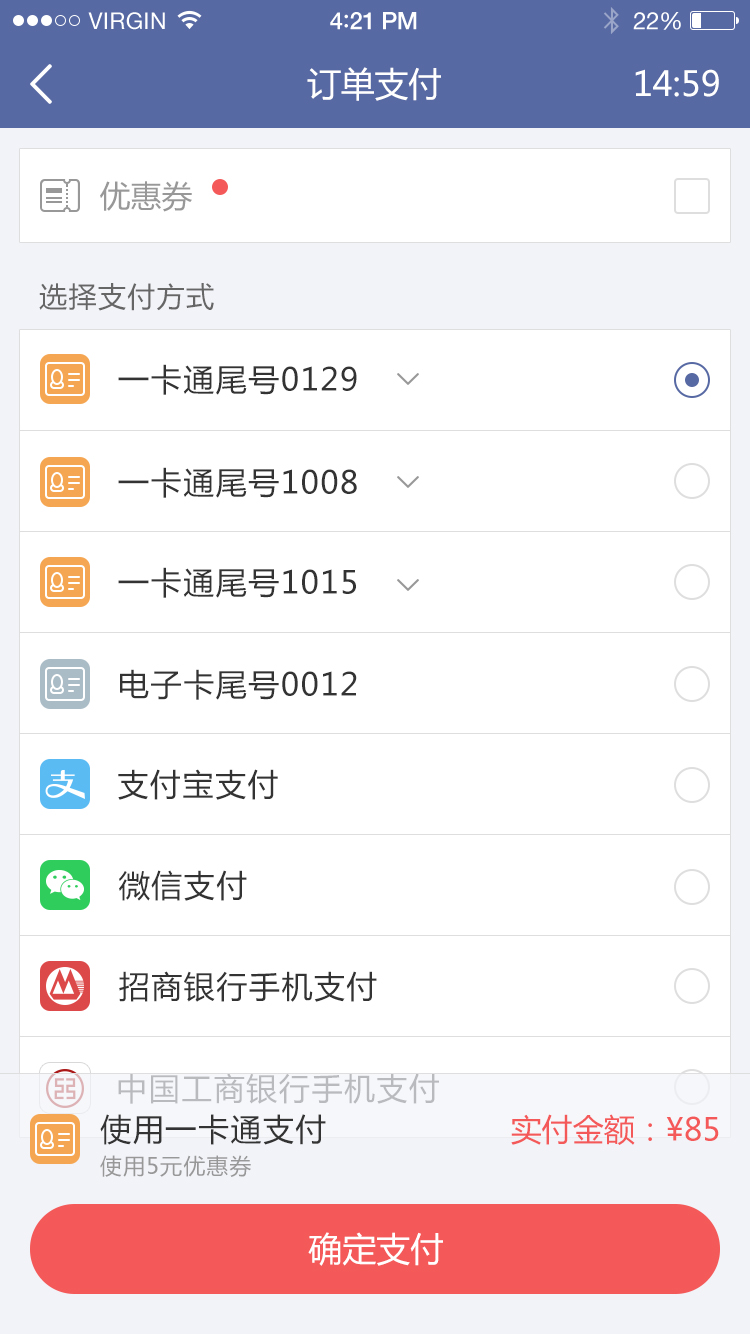 VIRGIN 4:21 PM 22%
订单支付 14:59
优惠券
选择支付方式
一卡通尾号0129
一卡通尾号1008
一卡通尾号1015
电子卡尾号0012
支付宝支付
微信支付
招商银行手机支付
中国工商银行手机支付
使用一卡通支付 实付金额：¥85
使用5元优惠券
确定支付